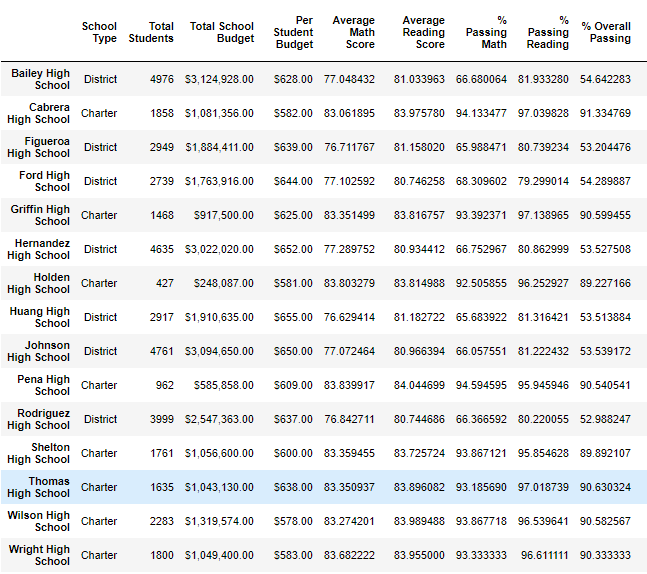 School Type Total Students Total School Budget Per Student Budget Average Math Score Average Reading Score % Passing Math % Passing Reading % Overall Passing
Bailey High School District 4976 $3,124,928.00 $628.00 77.048432 81.033963 66.680064 81.933280 54.642283
Cabrera High School Charter 1858 $1,081,356.00 $582.00 83.061895 83.975780 94.133477 97.039828 91.334769
Figueroa High School District 2949 $1,884,411.00 $639.00 76.711767 81.158020 65.988471 80.739234 53.204476
Ford High School District 2739 $1,763,916.00 $644.00 77.102592 80.746258 68.309602 79.299014 54.289887
Griffin High School Charter 1468 $917,500.00 $625.00 83.351499 83.816757 93.392371 97.138965 90.599455
Hernandez High School District 4635 $3,022,020.00 $652.00 77.289752 80.934412 66.752967 80.862999 53.527508
Holden High School Charter 427 $248,087.00 $581.00 83.803279 83.814988 92.505855 96.252927 89.227166
Huang High School District 2917 $1,910,635.00 $655.00 76.629414 81.182722 65.683922 81.316421 53.513884
Johnson High School District 4761 $3,094,650.00 $650.00 77.072464 80.966394 66.057551 81.222432 53.539172
Pena High School Charter 962 $585,858.00 $609.00 83.839917 84.044699 94.594595 95.945946 90.540541
Rodriguez High School District 3999 $2,547,363.00 $637.00 76.842711 80.744686 66.366592 80.220055 52.988247
Shelton High School Charter 1761 $1,056,600.00 $600.00 83.359455 83.725724 93.867121 95.854628 89.892107
Thomas High School Charter 1635 $1,043,130.00 $638.00 83.350937 83.896082 93.185690 97.018739 90.630324
Wilson High School Charter 2283 $1,319,574.00 $578.00 83.274201 83.989488 93.867718 96.539641 90.582567
Wright High School Charter 1800 $1,049,400.00 $583.00 83.682222 83.955000 93.333333 96.611111 90.333333